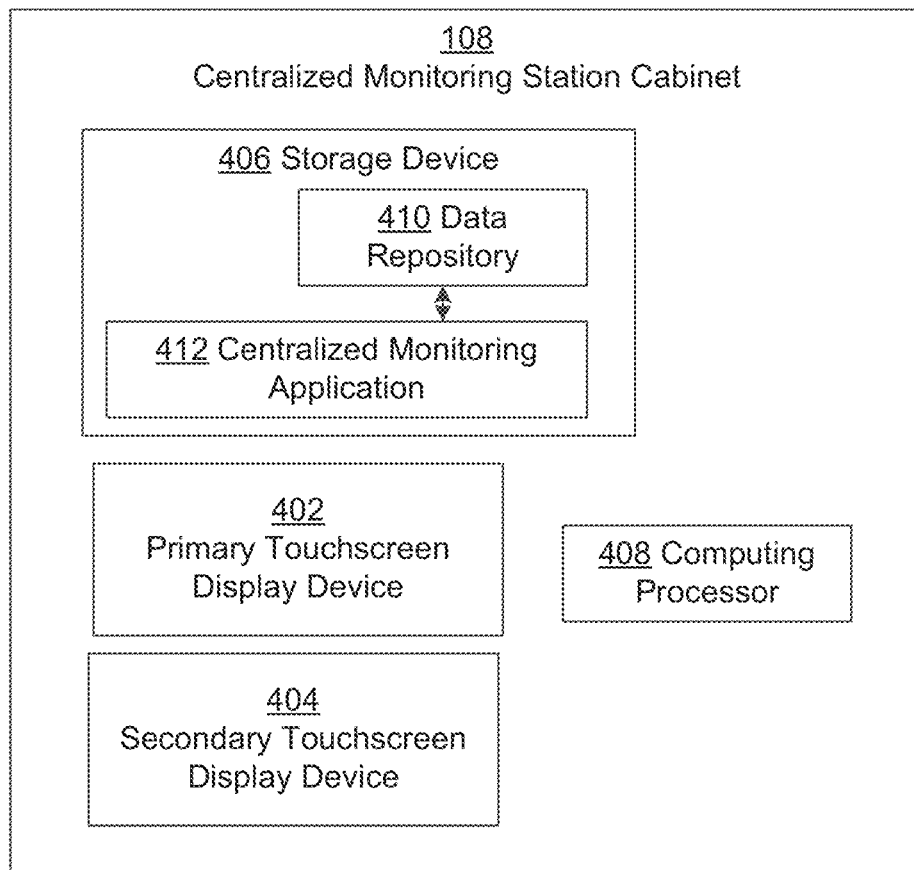 108
Centralized Monitoring Station Cabinet
406 Storage Device
410 Data
Repository
412 Centralized Monitoring
Application
402
Primary Touchscreen
Display Device
408 Computing
Processor
404
Secondary Touchscreen
Display Device